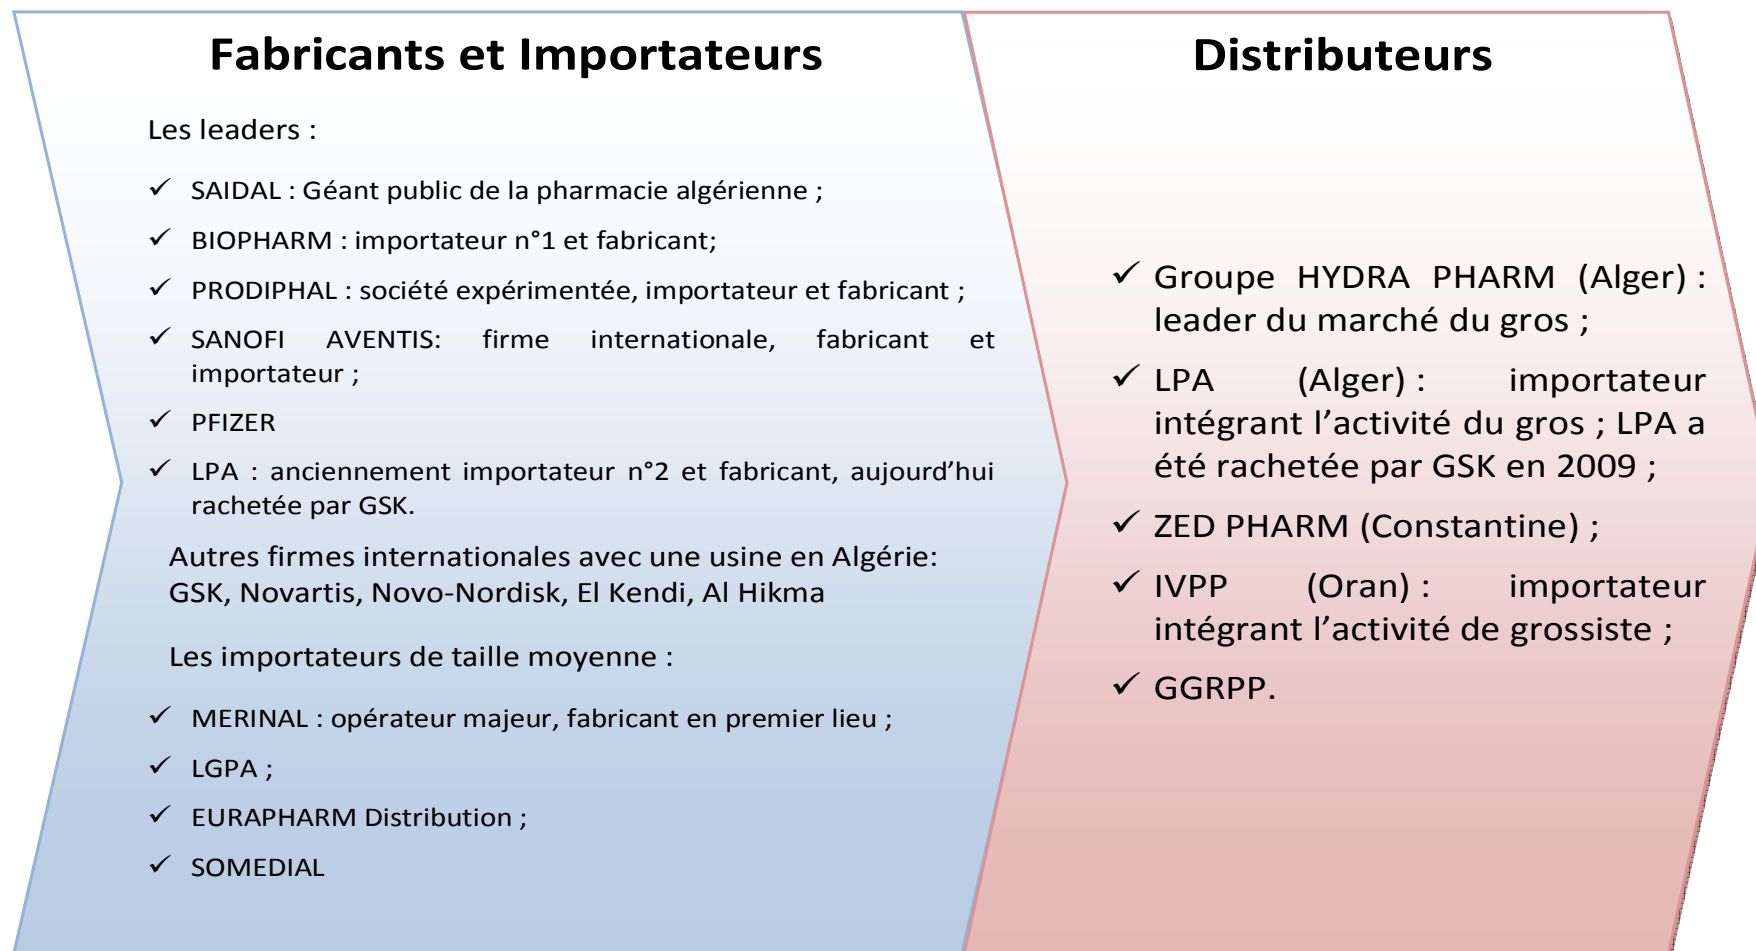 Fabricants et Importateurs
Les leaders :
✓ SAIDAL : Géant public de la pharmacie algérienne ;
✓ BIOPHARM : importateur n°1 et fabricant;
✓ PRODIPHAL : société expérimentée, importateur et fabricant ;
✓ SANOFI AVENTIS: firme internationale, fabricant et
importateur ;
✓ PFIZER
✓ LPA : anciennement importateur n°2 et fabricant, aujourd’hui
rachetée par GSK.
Autres firmes internationales avec une usine en Algérie:
GSK, Novartis, Novo-Nordisk, El Kendi, Al Hikma
Les importateurs de taille moyenne :
✓ MERINAL : opérateur majeur, fabricant en premier lieu ;
✓ LGPA ;
✓ EURAPHARM Distribution ;
✓ SOMEDIAL
Distributeurs
✓ Groupe HYDRA PHARM (Alger) :
leader du marché du gros ;
✓ LPA (Alger) : importateur
intégrant l’activité du gros ; LPA a
été rachetée par GSK en 2009 ;
✓ ZED PHARM (Constantine) ;
✓ IVPP (Oran) : importateur
intégrant l’activité de grossiste ;
✓ GGRPP.